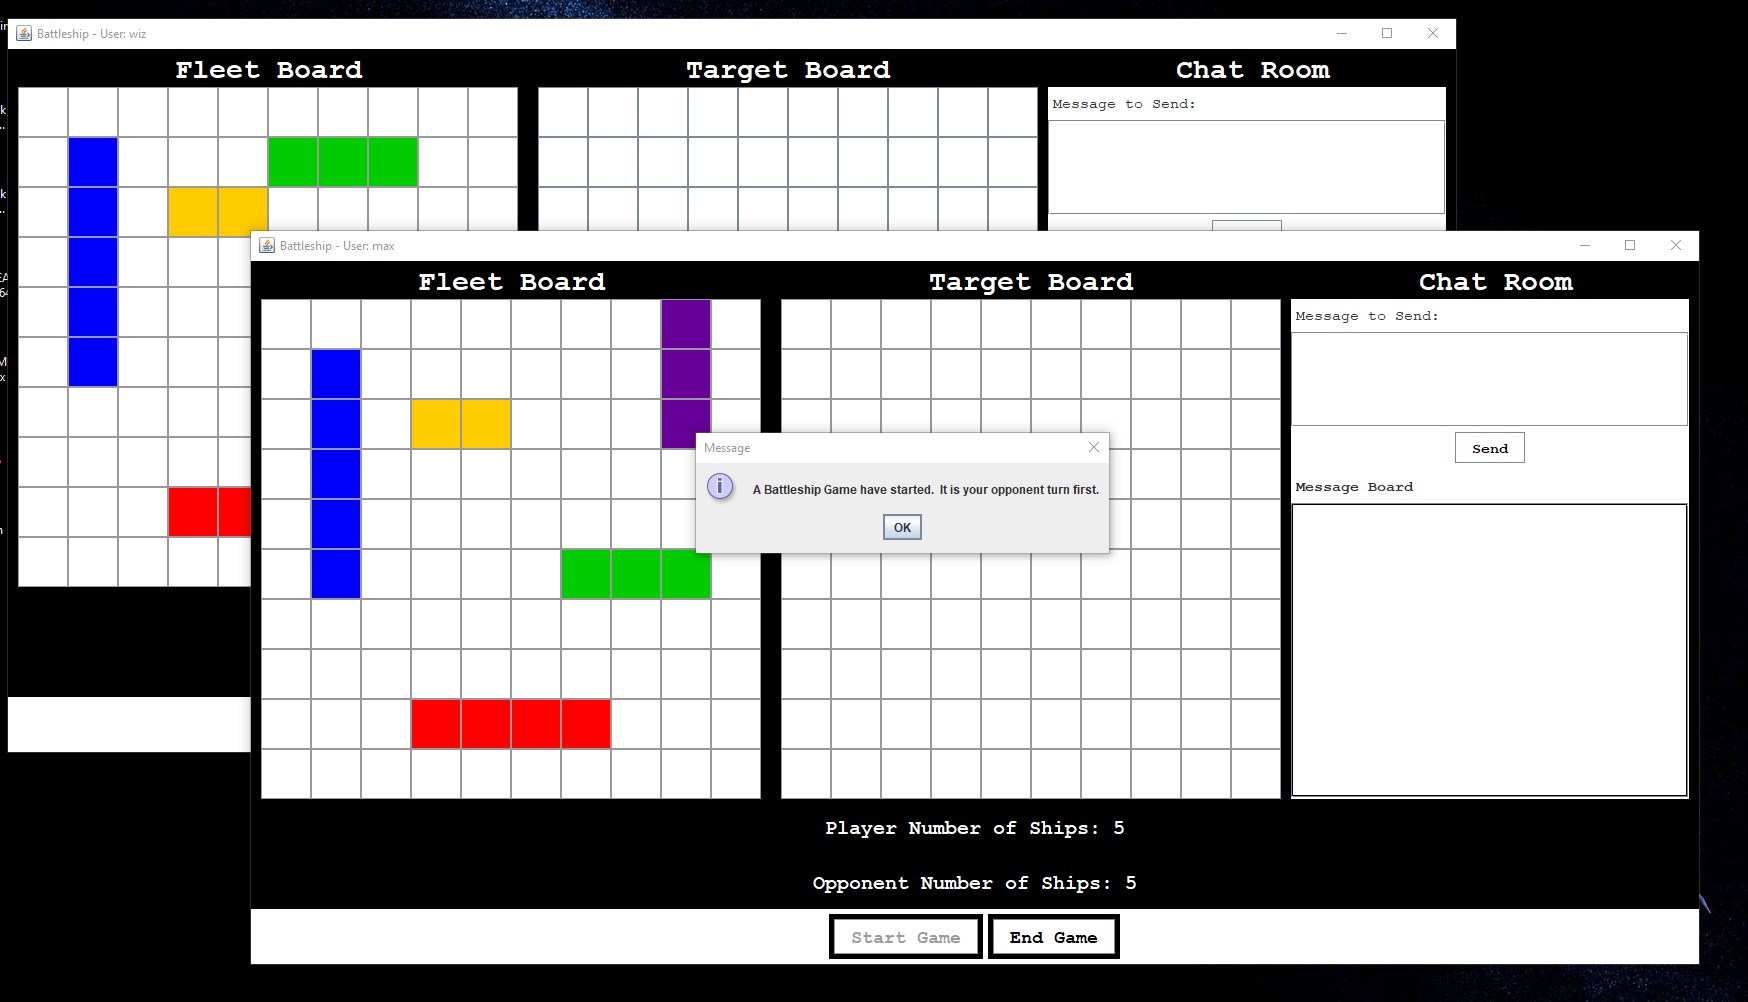 Battleship - User: wiz
Fleet Board
Target Board
Chat Room
Message to Send:
Battleship - User: max
Fleet Board
Target Board
Chat Room
Message to Send:
Send
Message Board
Message
A Battleship Game have started.  It is your opponent turn first.
OK
Player Number of Ships: 5
Opponent Number of Ships: 5
Start Game
End Game